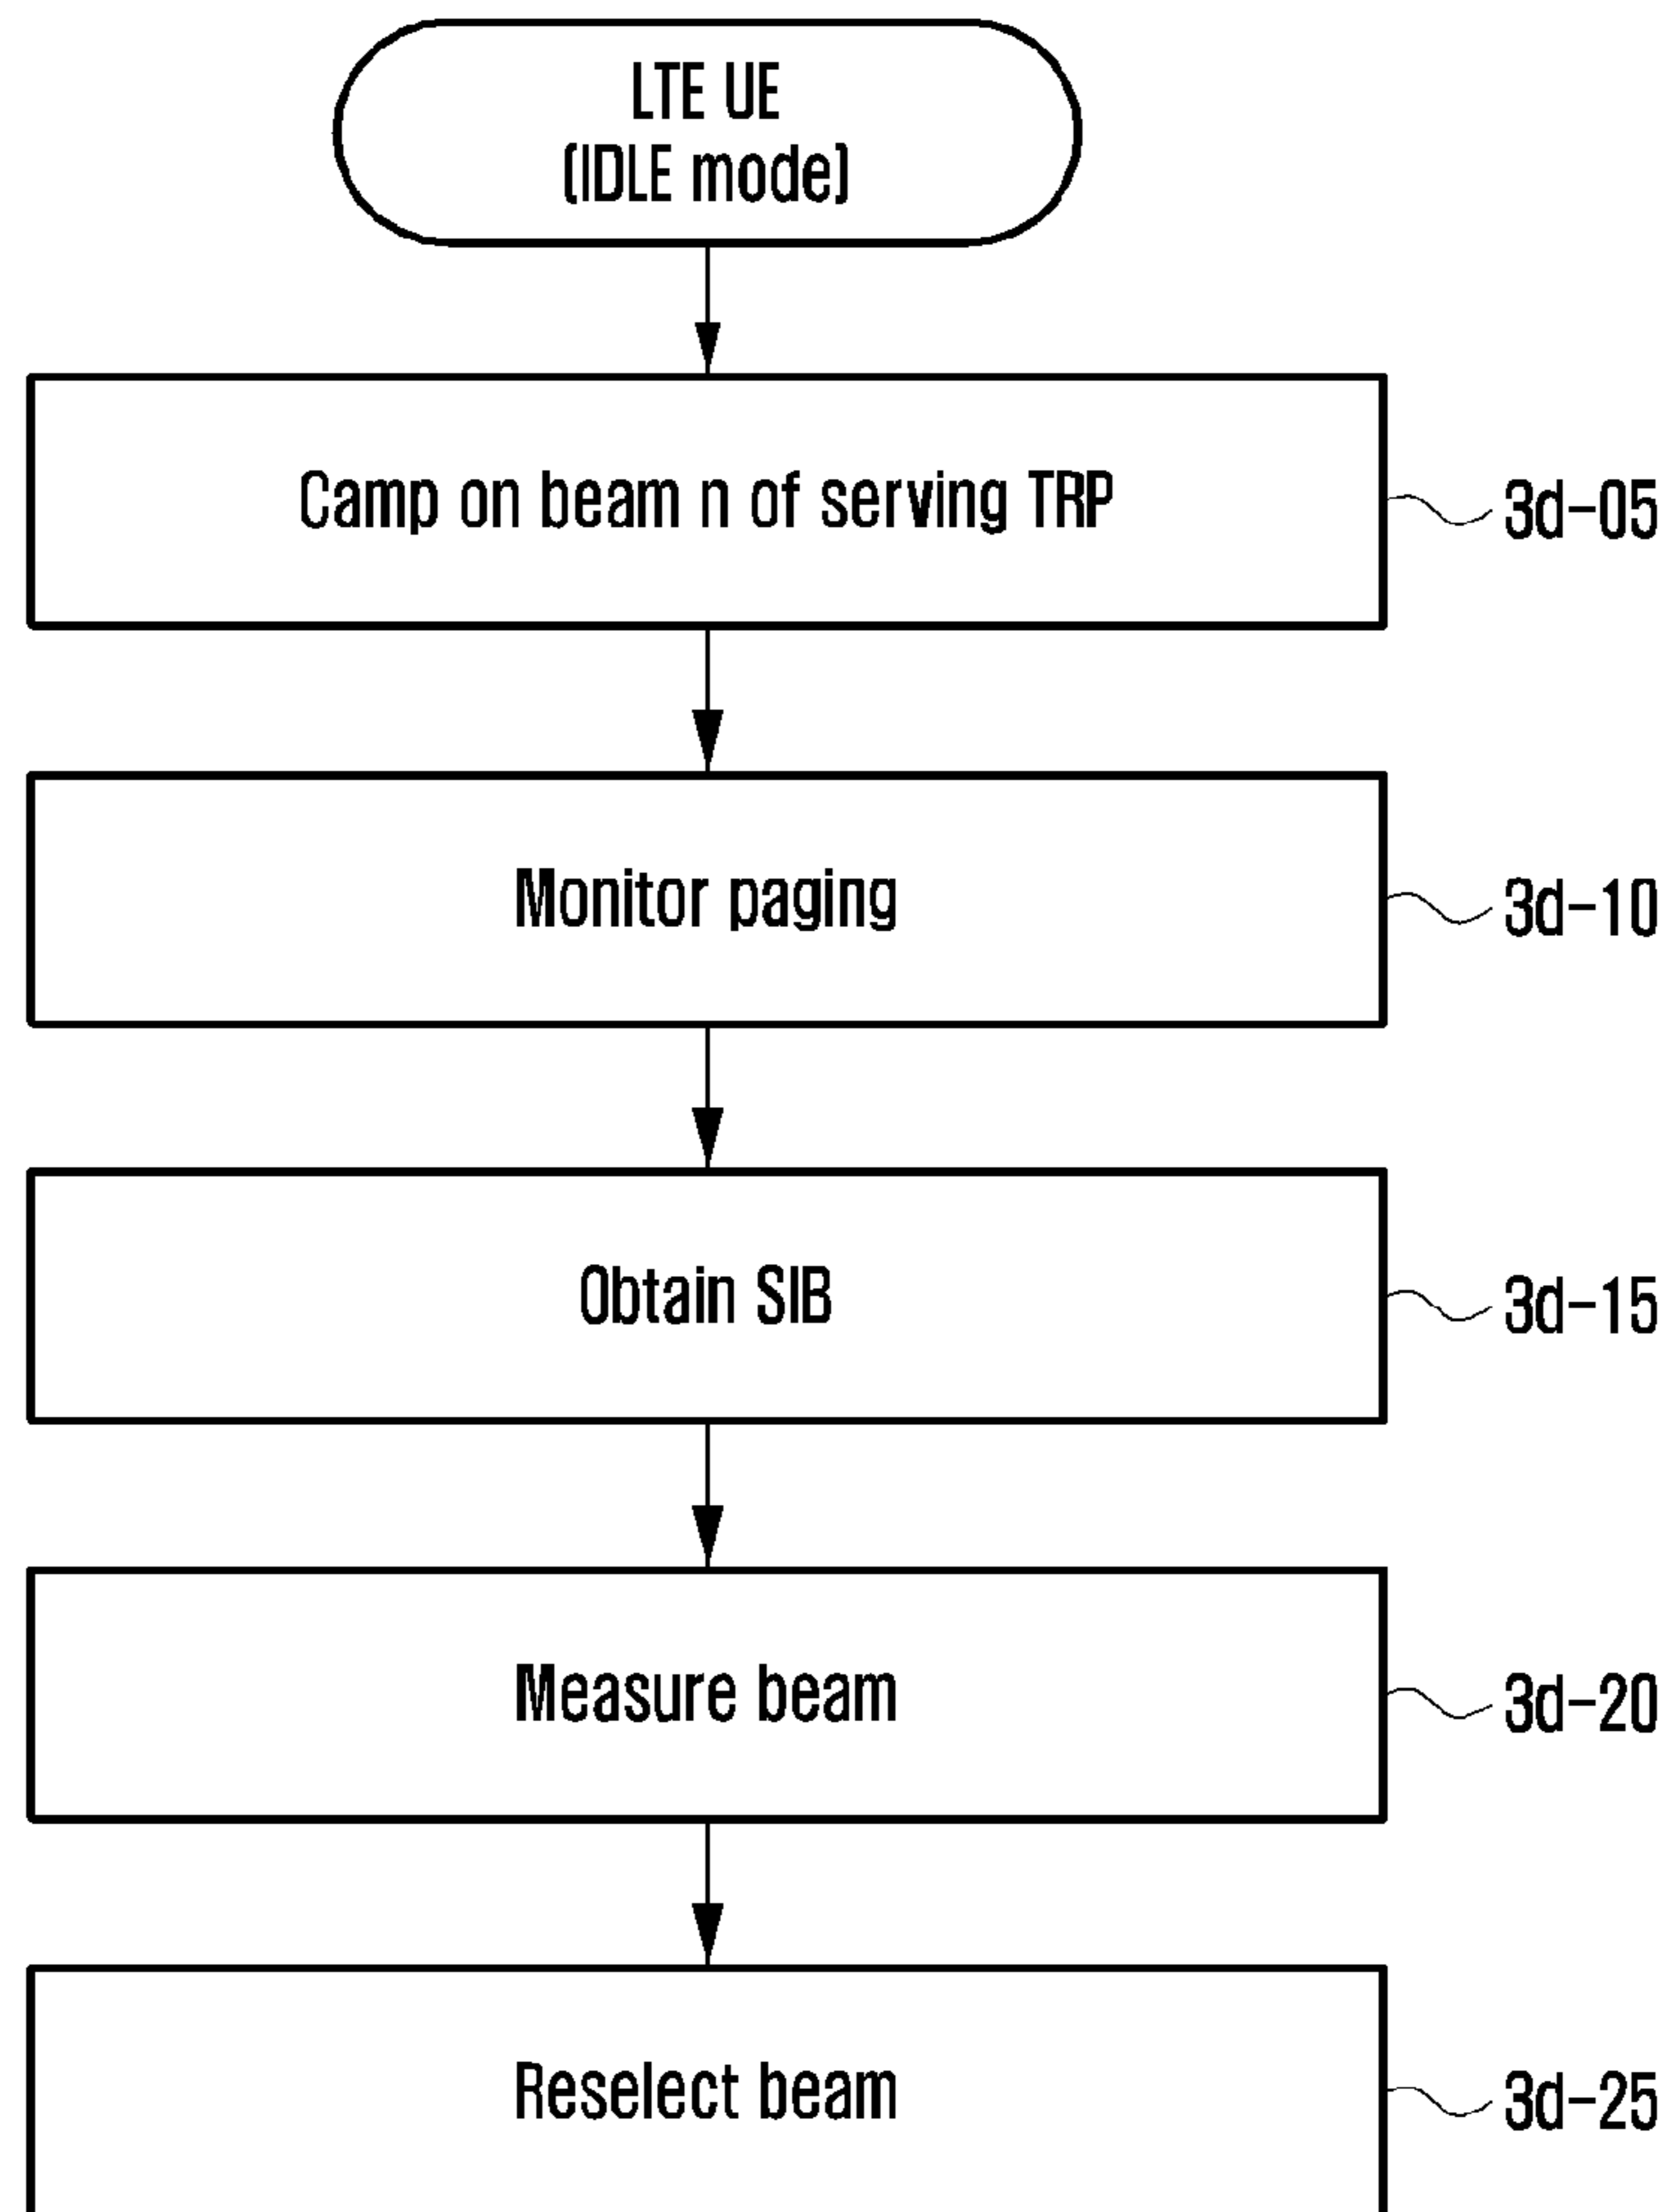 LTE UE
(IDLE mode)
Camp on beam n of serving TRP
3d-05
Monitor paging
3d-10
Obtain SIB
3d-15
Measure beam
3d-20
Reselect beam
3d-25